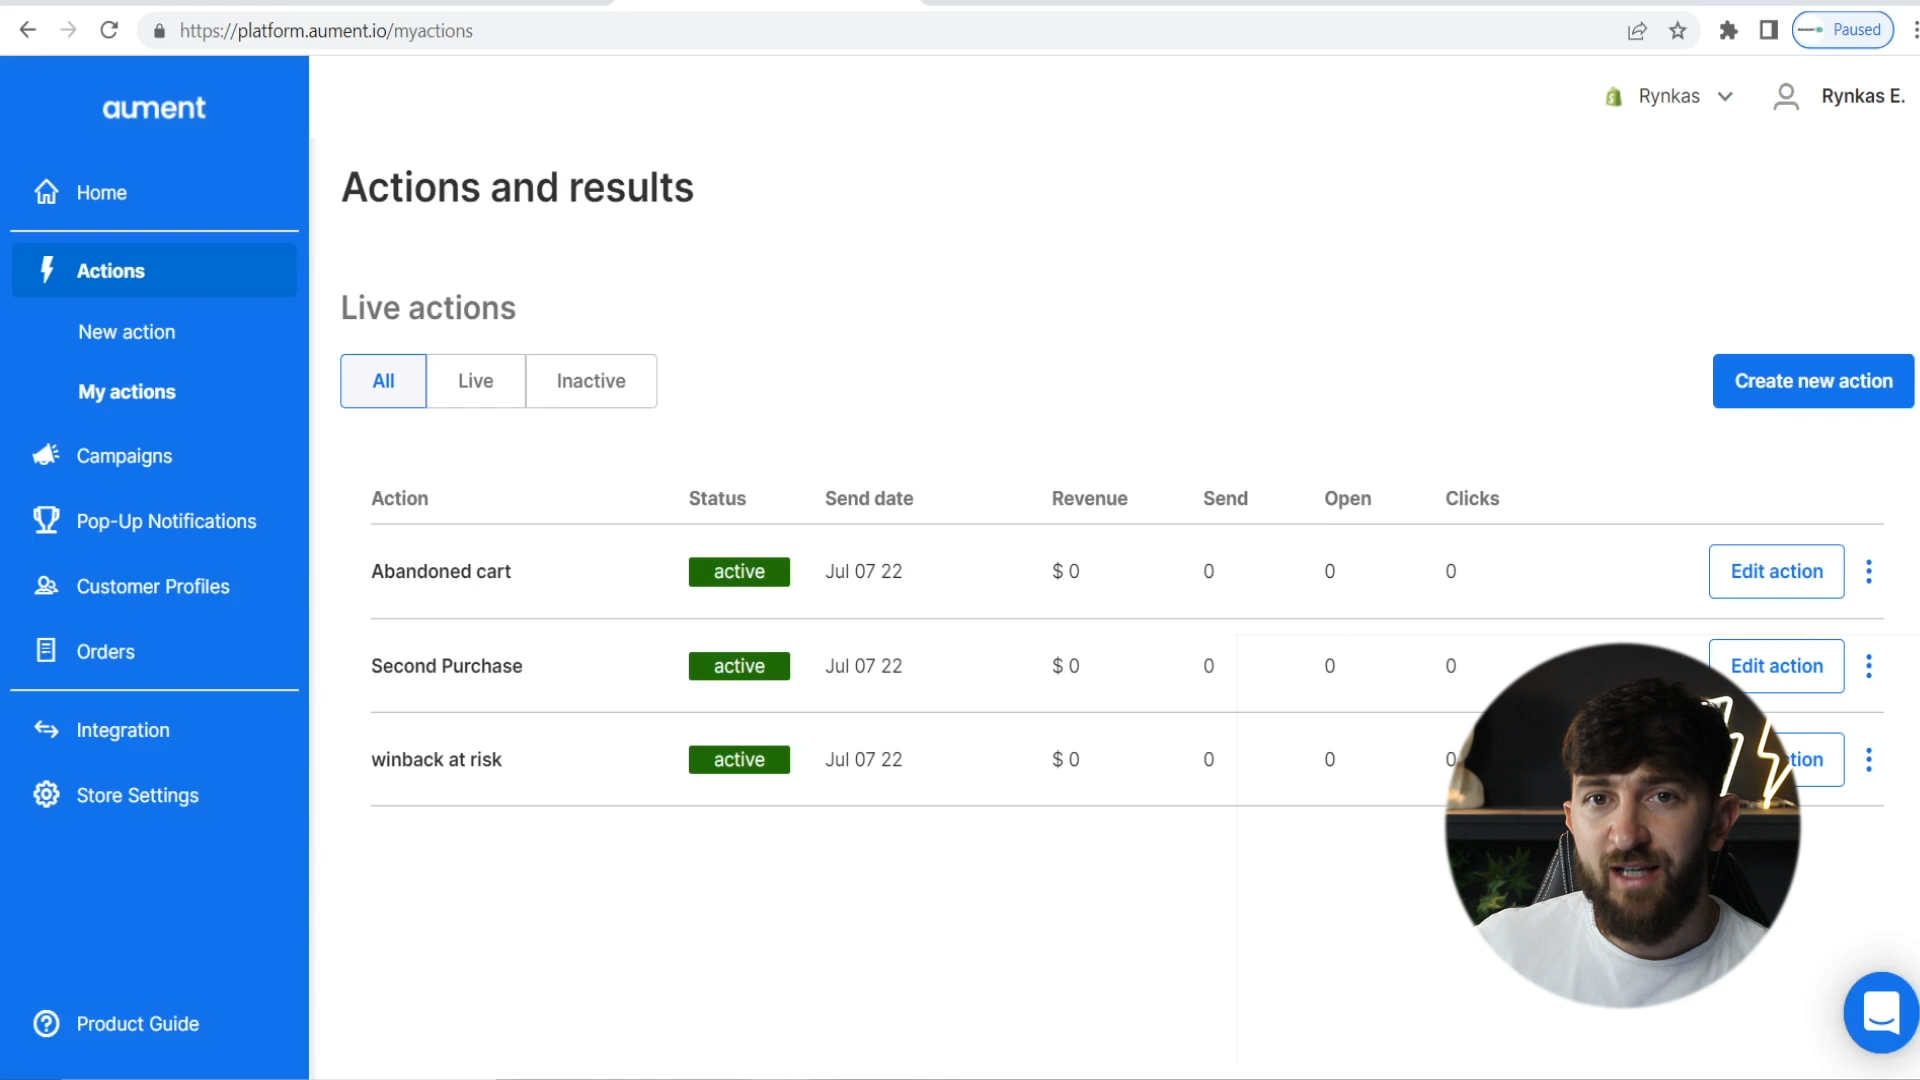 https://platform.aument.io/myactions
Paused
aument
Rynkas
Rynkas E.
Home
Actions
New action
My actions
Campaigns
Pop-Up Notifications
Customer Profiles
Orders
Integration
Store Settings
Product Guide
Actions and results
Live actions
All Live Inactive
Create new action
Action Status Send date Revenue Send Open Clicks
Abandoned cart active Jul 07 22 $ 0 0 0 0 Edit action
Second Purchase active Jul 07 22 $ 0 0 0 0 Edit action
winback at risk active Jul 07 22 $ 0 0 0 0 tion